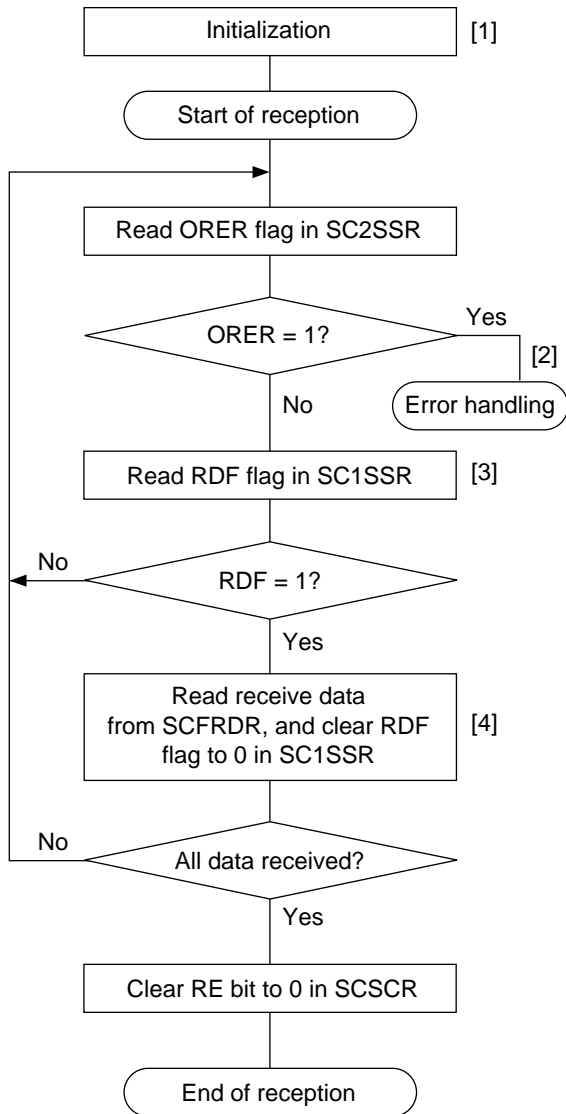 Initialization
[1]
Start of reception
Read ORER flag in SC2SSR
ORER = 1?
Yes
[2]
Error handling
No
Read RDF flag in SC1SSR
[3]
No
RDF = 1?
Yes
Read receive data
from SCFRDR, and clear RDF
flag to 0 in SC1SSR
[4]
No
All data received?
Yes
Clear RE bit to 0 in SCSCR
End of reception